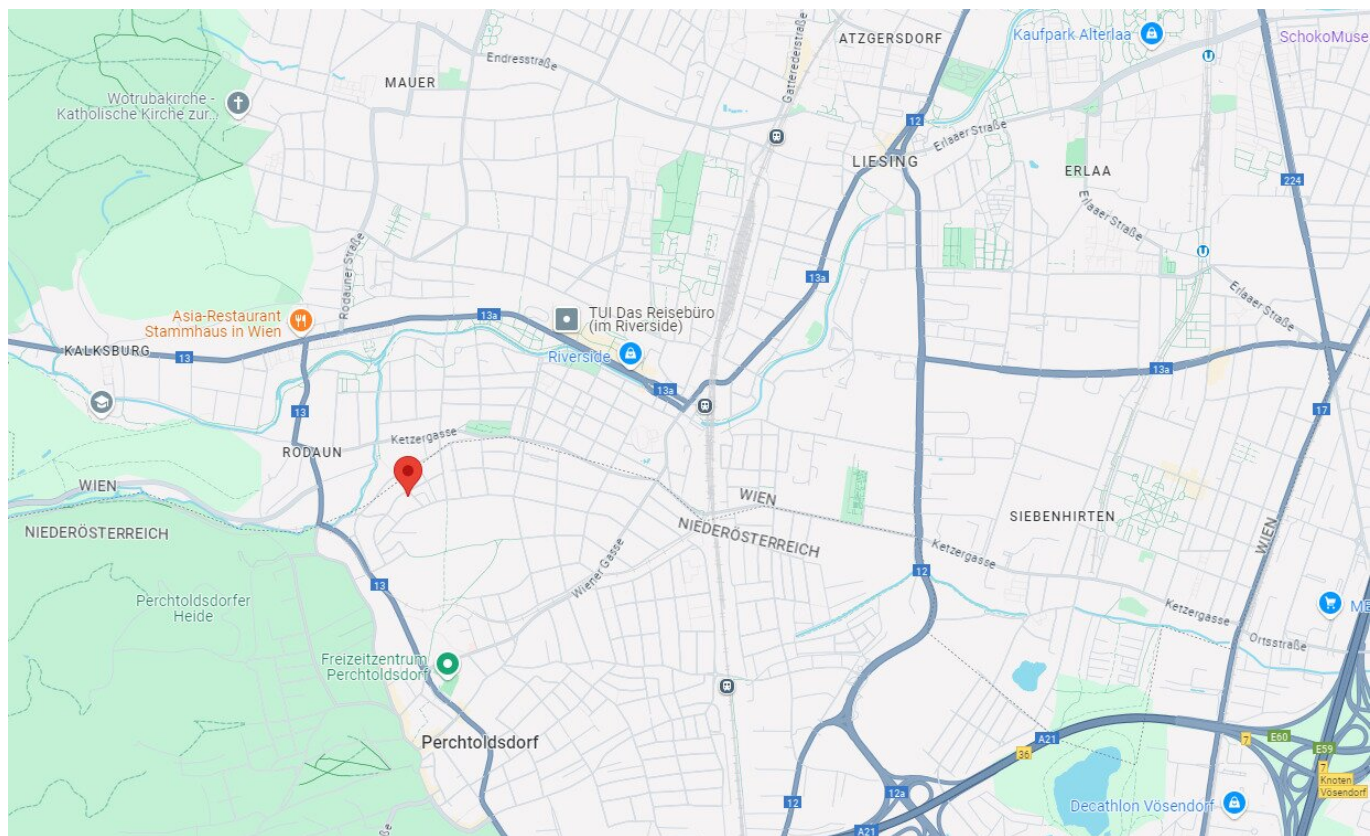 ATZGERSDORF
Kaufpark Alterlaa
SchokoMuse
Endresstraße
Gatterederstraße
MAUER
Wotrubakirche -
Katholische Kirche zur...
12
Erlaaer Straße
LIESING
ERLAA
224
Erlaaer Straße
Rodauner Straße
13a
Erlaaer Straße
Asia-Restaurant
Stammhaus in Wien
13a
TUI Das Reisebüro
(im Riverside)
KALKSBURG
13
Riverside
13a
13a
13
17
Ketzergasse
RODAUN
WIEN
WIEN
NIEDERÖSTERREICH
SIEBENHIRTEN
WIEN
NIEDERÖSTERREICH
Ketzergasse
12
13
Wiener Gasse
Perchtoldsdorfer
Heide
Ketzergasse
Ortsstraße
Freizeitzentrum
Perchtoldsdorf
Perchtoldsdorf
A21
36
7
E60
E59
7
Knoten
Vösendorf
12
12a
Decathlon Vösendorf
A21